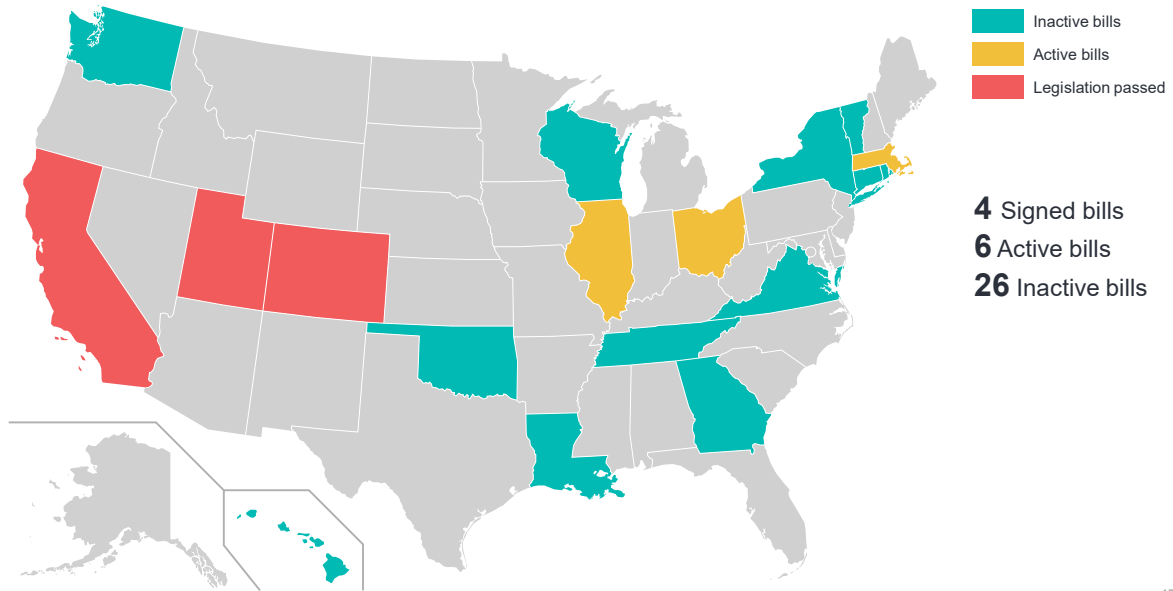 Inactive bills
Active bills
Legislation passed
4 Signed bills
6 Active bills
26 Inactive bills